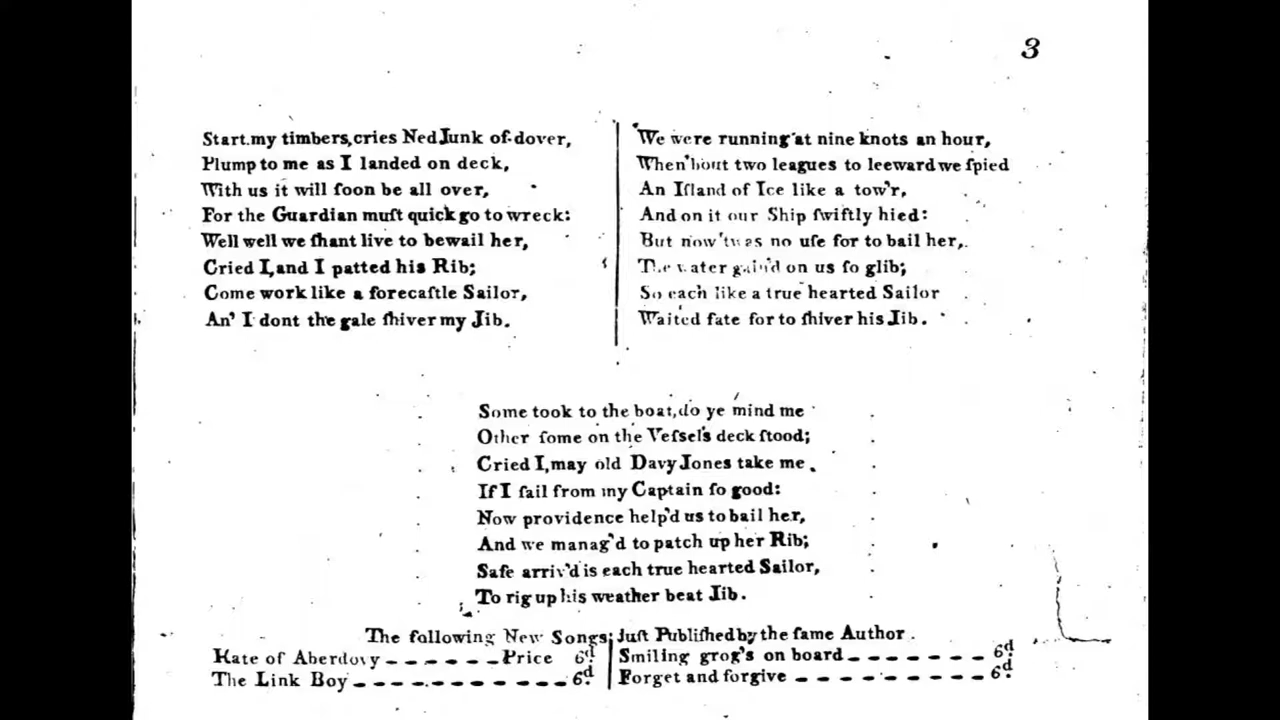 3
Start my timbers, cries Ned Junk of dover,
Plump to me as I landed on deck,
With us it will ſoon be all over,
For the Guardian muſt quick go to wreck:
Well well we ſhant live to bewail her,
Cried I, and I patted his Rib;
Come work like a forecaſtle Sailor,
An' I dont the gale ſhiver my Jib.
We were running at nine knots an hour,
When 'bout two leagues to leeward we ſpied
An Iſland of Ice like a tow'r,
And on it our Ship ſwiftly hied:
But now 'twas no uſe for to bail her,
The water gain'd on us ſo glib;
So each like a true hearted Sailor
Waited fate for to ſhiver his Jib.
Some took to the boat, do ye mind me
Other ſome on the Veſsel's deck ſtood;
Cried I, may old Davy Jones take me
If I fail from my Captain ſo good:
Now providence help'd us to bail her,
And we manag'd to patch up her Rib;
Safe arriv'd is each true hearted Sailor,
To rig up his weather beat Jib.
The following New Songs; Juſt Publiſhed by the ſame Author.
Kate of Aberdovy - - - - - - - Price 6d.
The Link Boy - - - - - - - - - - - - 6d.
Smiling grog's on board - - - - - - - - 6d.
Forget and forgive - - - - - - - - - - 6d.